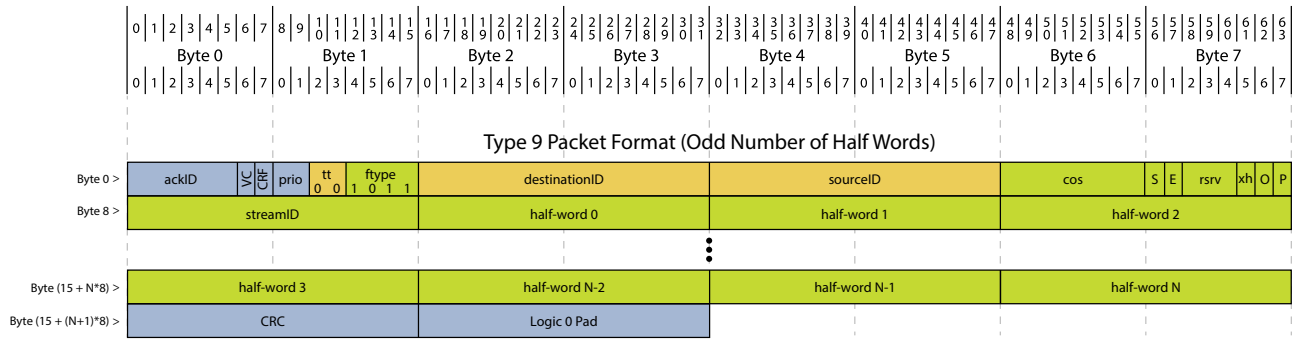 0 1 2 3 4 5 6 7 8 9 10 11 12 13 14 15 16 17 18 19 20 21 22 23 24 25 26 27 28 29 30 31 32 33 34 35 36 37 38 39 40 41 42 43 44 45 46 47 48 49 50 51 52 53 54 55 56 57 58 59 60 61 62 63
Byte 0 Byte 1 Byte 2 Byte 3 Byte 4 Byte 5 Byte 6 Byte 7
0 1 2 3 4 5 6 7 0 1 2 3 4 5 6 7 0 1 2 3 4 5 6 7 0 1 2 3 4 5 6 7 0 1 2 3 4 5 6 7 0 1 2 3 4 5 6 7 0 1 2 3 4 5 6 7 0 1 2 3 4 5 6 7
Type 9 Packet Format (Odd Number of Half Words)
Byte 0 > ackID VC CRF prio tt 0 0 ftype 1 0 1 1 destinationID sourceID cos S E rsrv xh O P
Byte 8 > streamID half-word 0 half-word 1 half-word 2
Byte (15 + N*8) > half-word 3 half-word N-2 half-word N-1 half-word N
Byte (15 + (N+1)*8) > CRC Logic 0 Pad